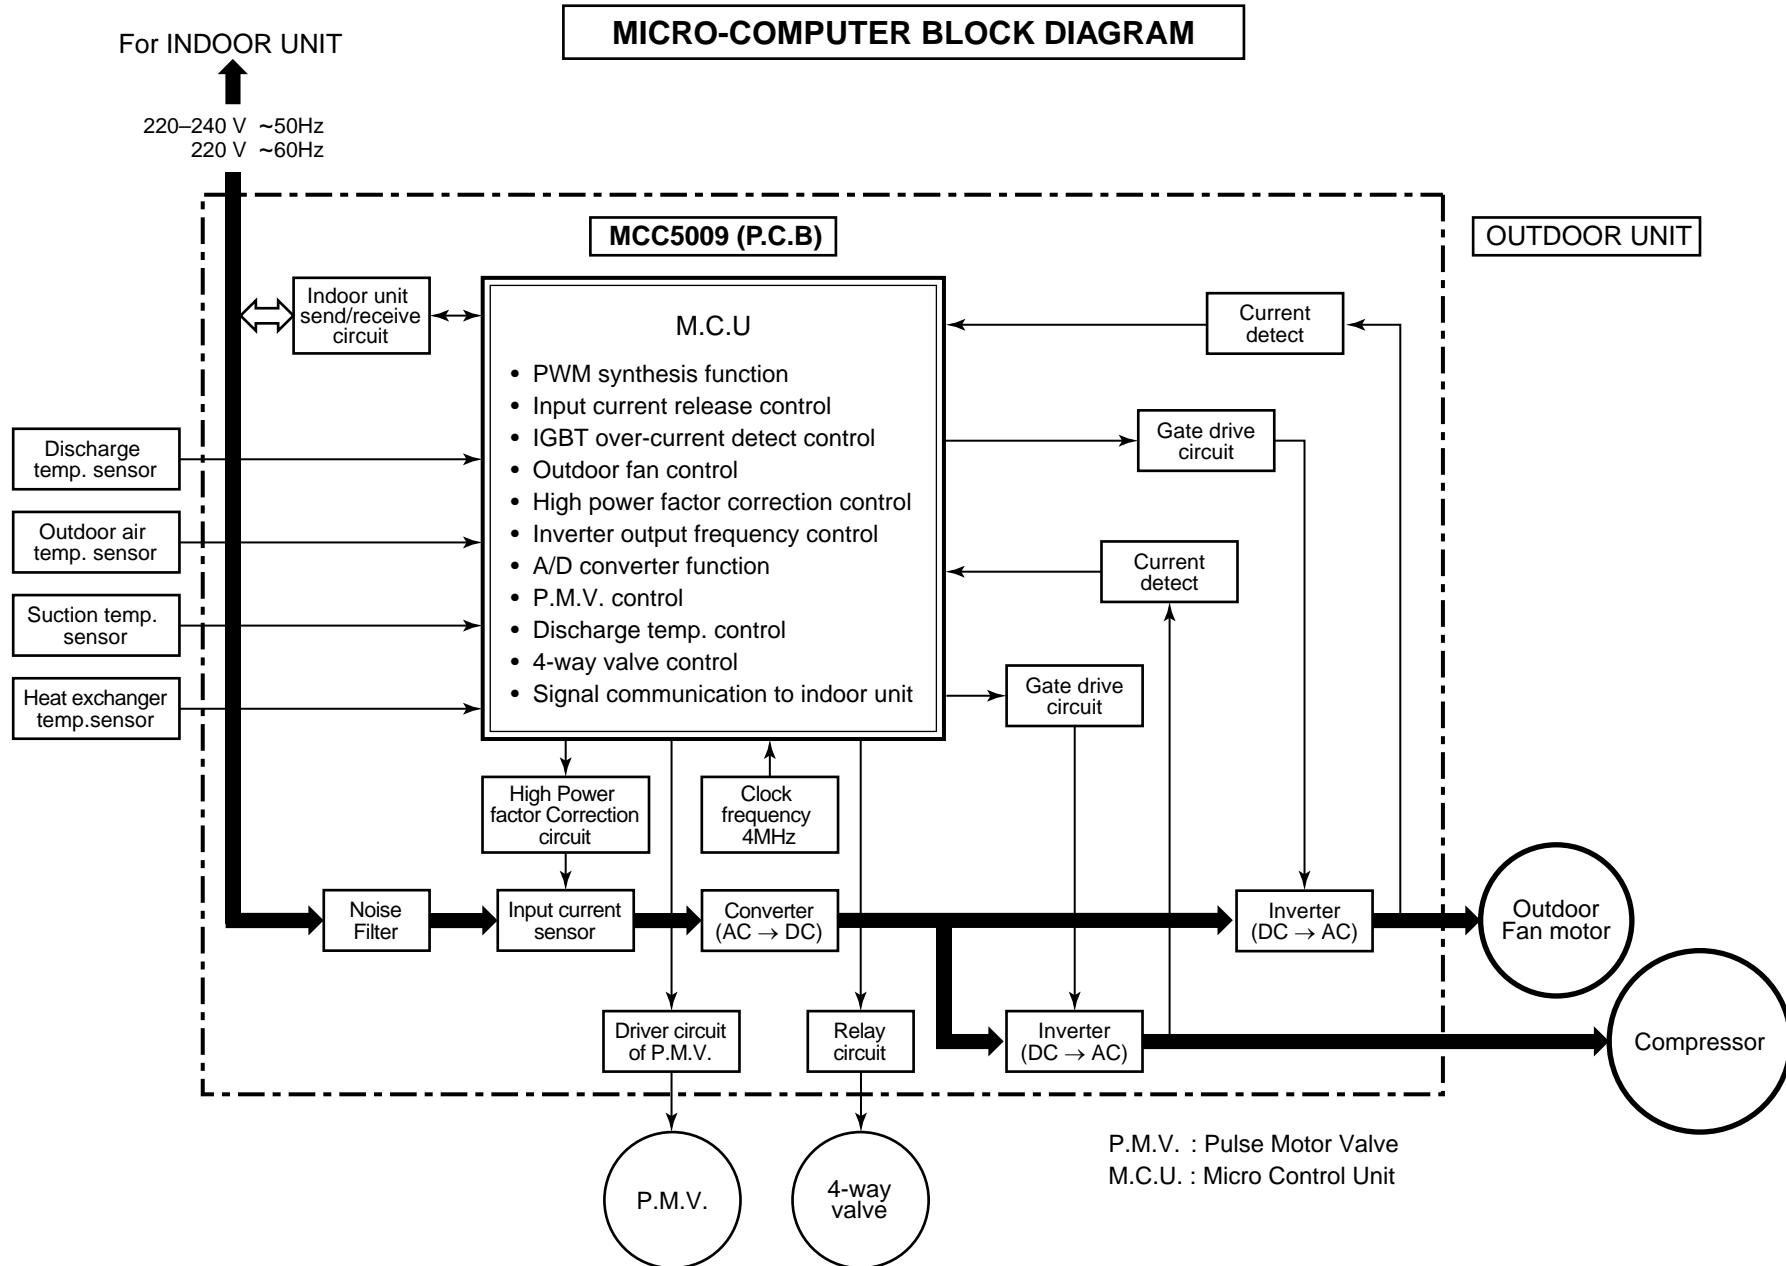 MICRO-COMPUTER BLOCK DIAGRAM
For INDOOR UNIT
220–240 V ~50Hz
220 V ~60Hz
MCC5009 (P.C.B)
OUTDOOR UNIT
Indoor unit
send/receive
circuit
M.C.U
• PWM synthesis function
• Input current release control
• IGBT over-current detect control
• Outdoor fan control
• High power factor correction control
• Inverter output frequency control
• A/D converter function
• P.M.V. control
• Discharge temp. control
• 4-way valve control
• Signal communication to indoor unit
Current
detect
Gate drive
circuit
Current
detect
Gate drive
circuit
Discharge
temp. sensor
Outdoor air
temp. sensor
Suction temp.
sensor
Heat exchanger
temp.sensor
High Power
factor Correction
circuit
Clock
frequency
4MHz
Noise
Filter
Input current
sensor
Converter
(AC → DC)
Inverter
(DC → AC)
Outdoor
Fan motor
Driver circuit
of P.M.V.
Relay
circuit
Inverter
(DC → AC)
Compressor
P.M.V.
4-way
valve
P.M.V. : Pulse Motor Valve
M.C.U. : Micro Control Unit